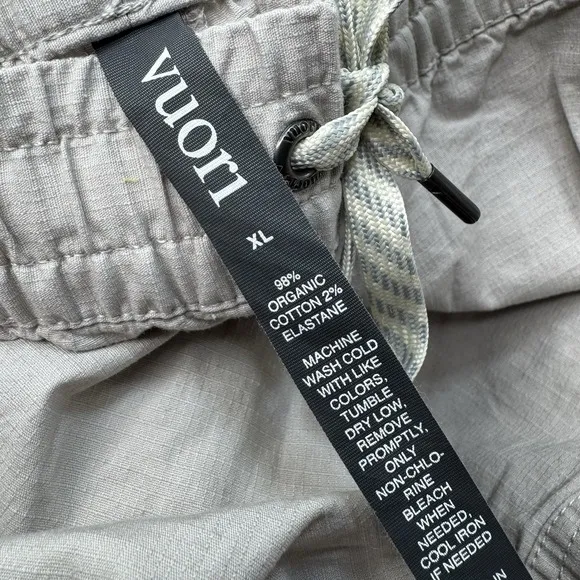 vuori
XL
98%
ORGANIC
COTTON 2%
ELASTANE
MACHINE
WASH COLD
WITH LIKE
COLORS,
TUMBLE
DRY LOW,
REMOVE
PROMPTLY,
ONLY
NON-CHLO-
RINE
BLEACH
WHEN
NEEDED,
COOL IRON
IF NEEDED
IN